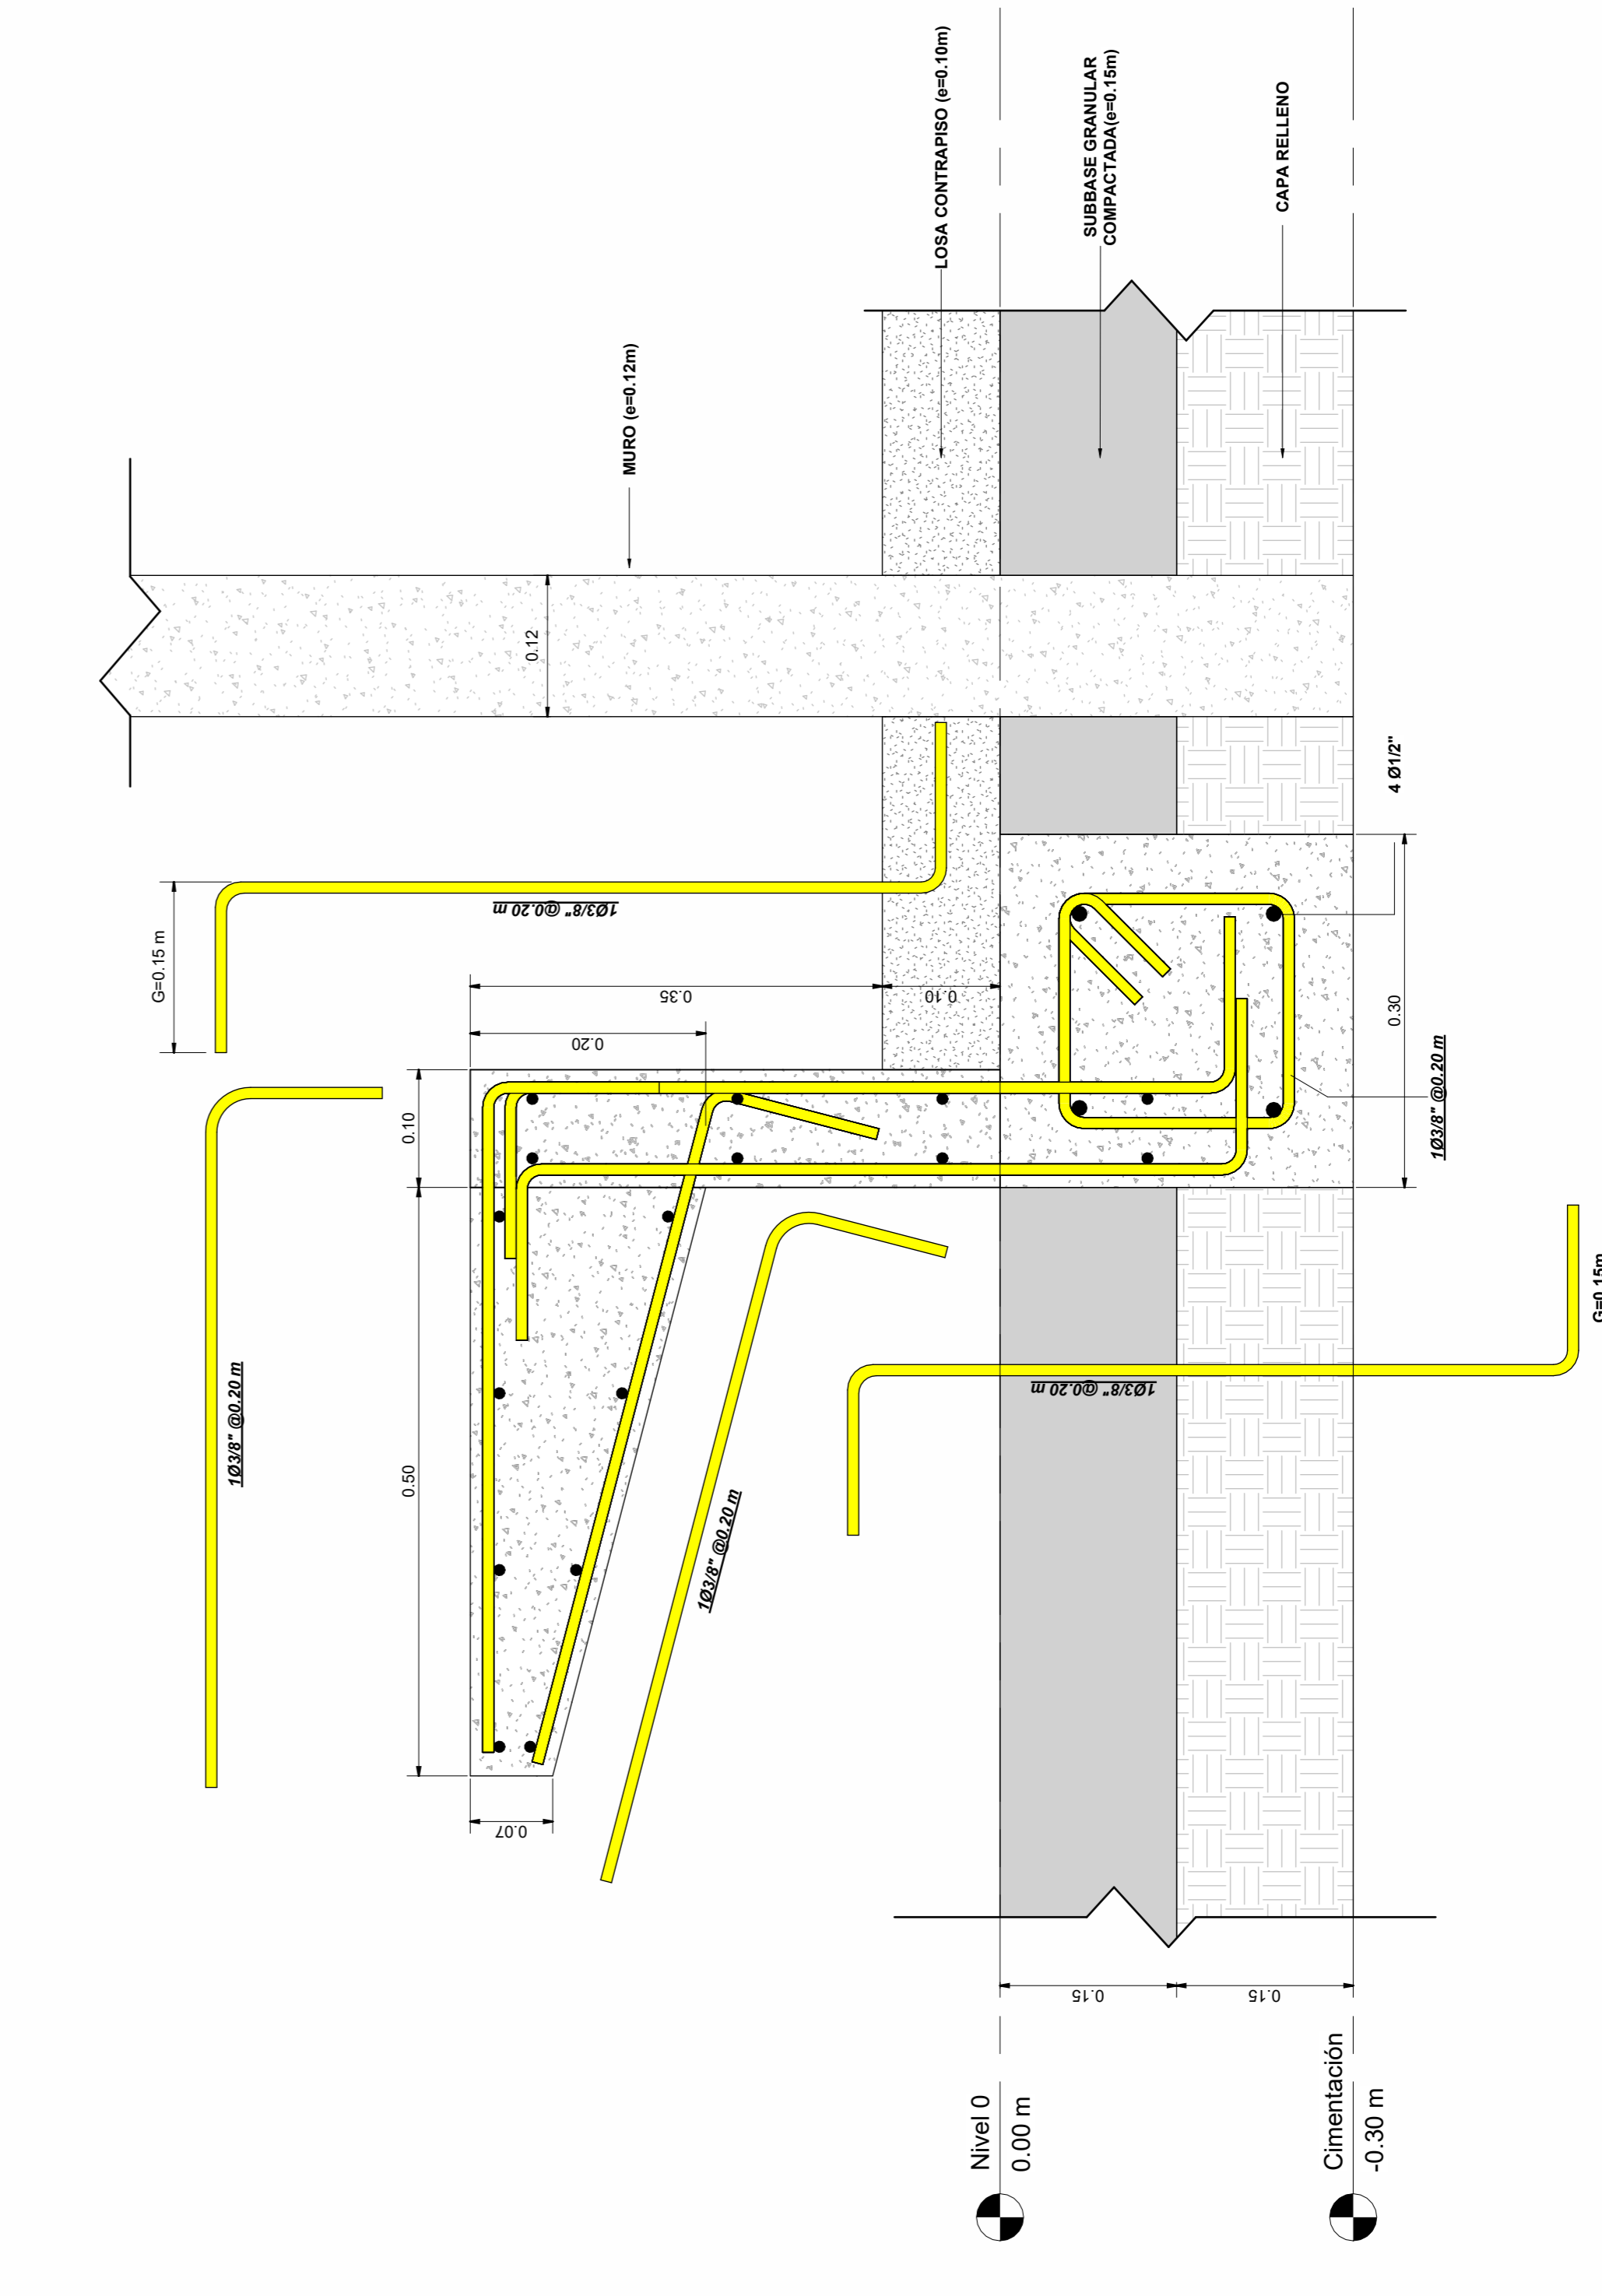 MURO (e=0.12m)
LOSA CONTRAPISO (e=0.10m)
SUBBASE GRANULAR
COMPACTADA(e=0.15m)
CAPA RELLENO
0.12
G=0.15 m
1Ø3/8" @0.20 m
0.35
0.10
0.20
0.10
0.50
0.07
1Ø3/8" @0.20 m
1Ø3/8" @0.20 m
1Ø3/8" @0.20 m
G=0.15m
4 Ø1/2"
0.30
1Ø3/8" @0.20 m
0.15
0.15
Nivel 0
0.00 m
Cimentación
-0.30 m